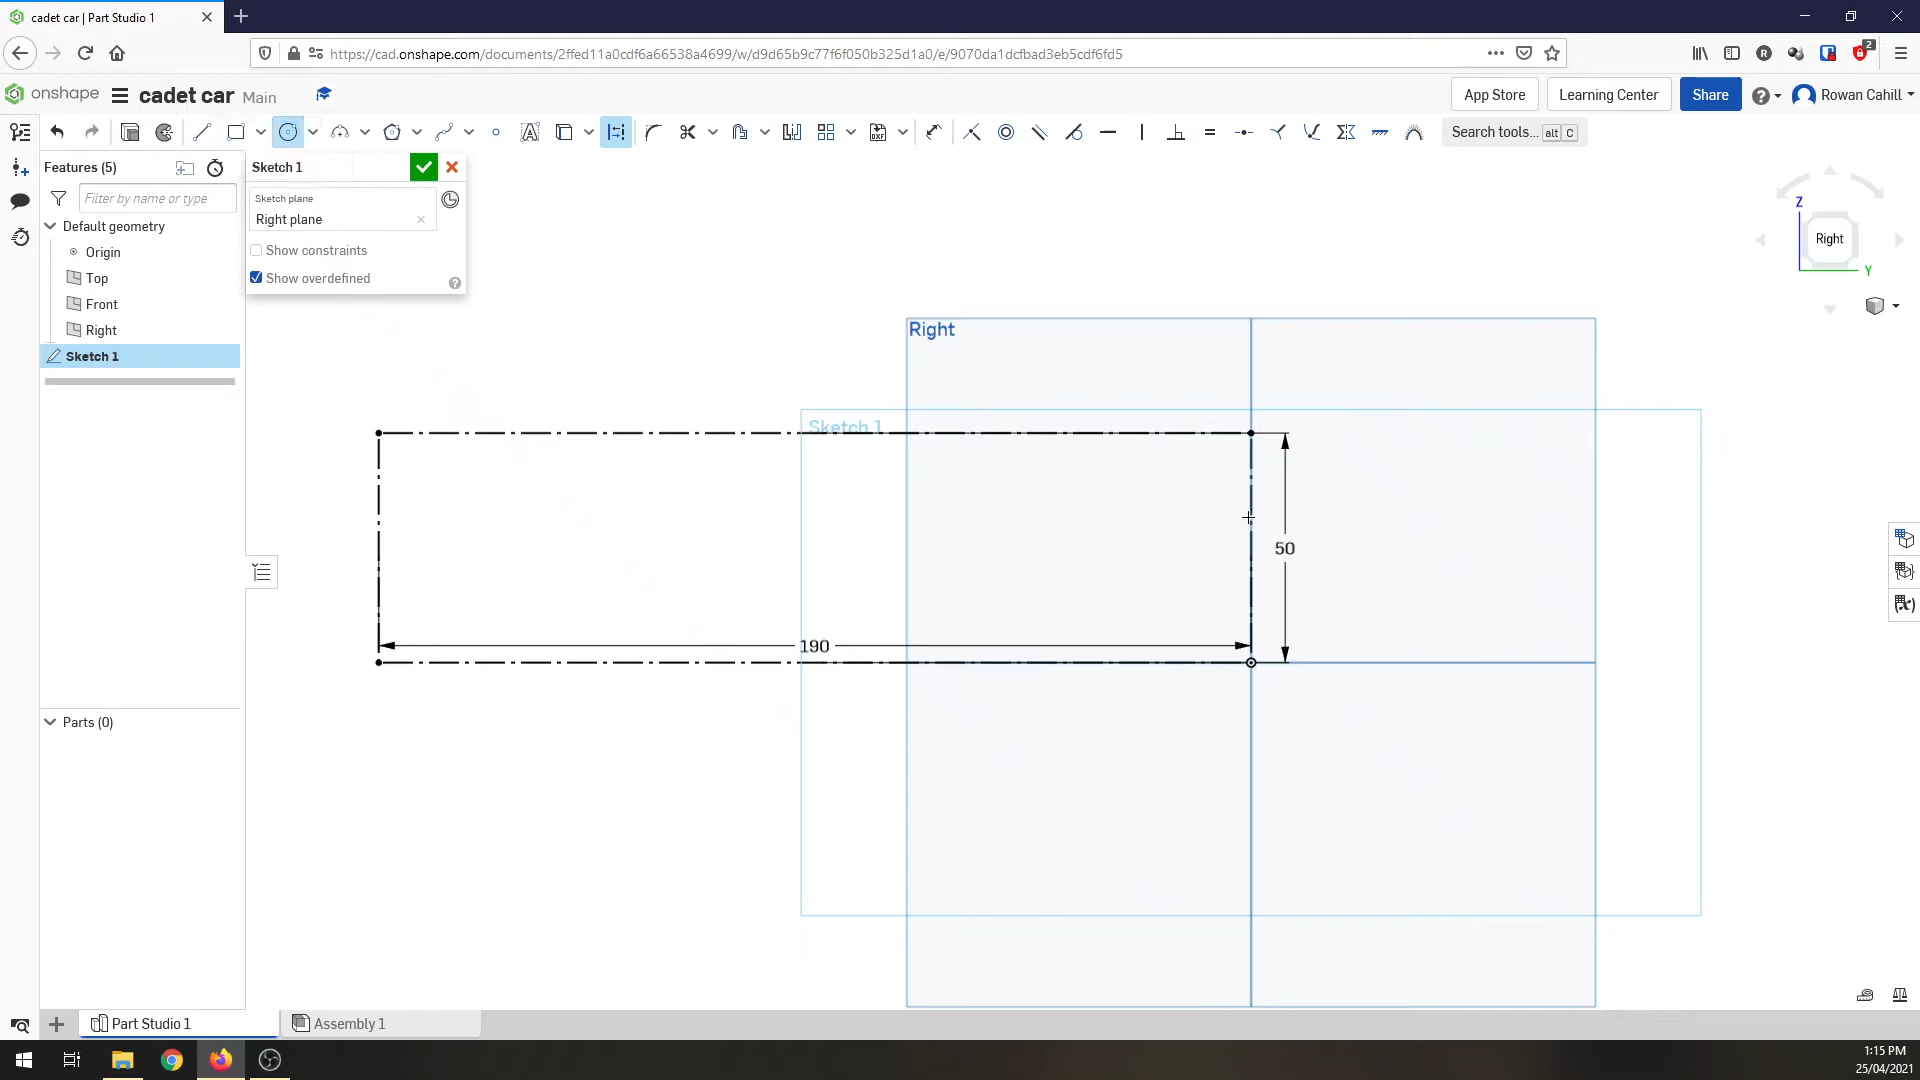 cadet car | Part Studio 1
https://cad.onshape.com/documents/2ffed11a0cdf6a66538a4699/w/d9d65b9c77f6f050b325d1a0/e/9070da1dcfbad3eb5cdf6fd5
2
onshape
cadet car Main
App Store
Learning Center
Share
Rowan Cahill
Search tools... alt C
Features (5)
Filter by name or type
Default geometry
Origin
Top
Front
Right
Sketch 1
Parts (0)
Sketch 1
Sketch plane
Right plane
Show constraints
Show overdefined
Z
Right
Y
Right
Sketch 1
50
190
Part Studio 1
Assembly 1
1:15 PM
25/04/2021